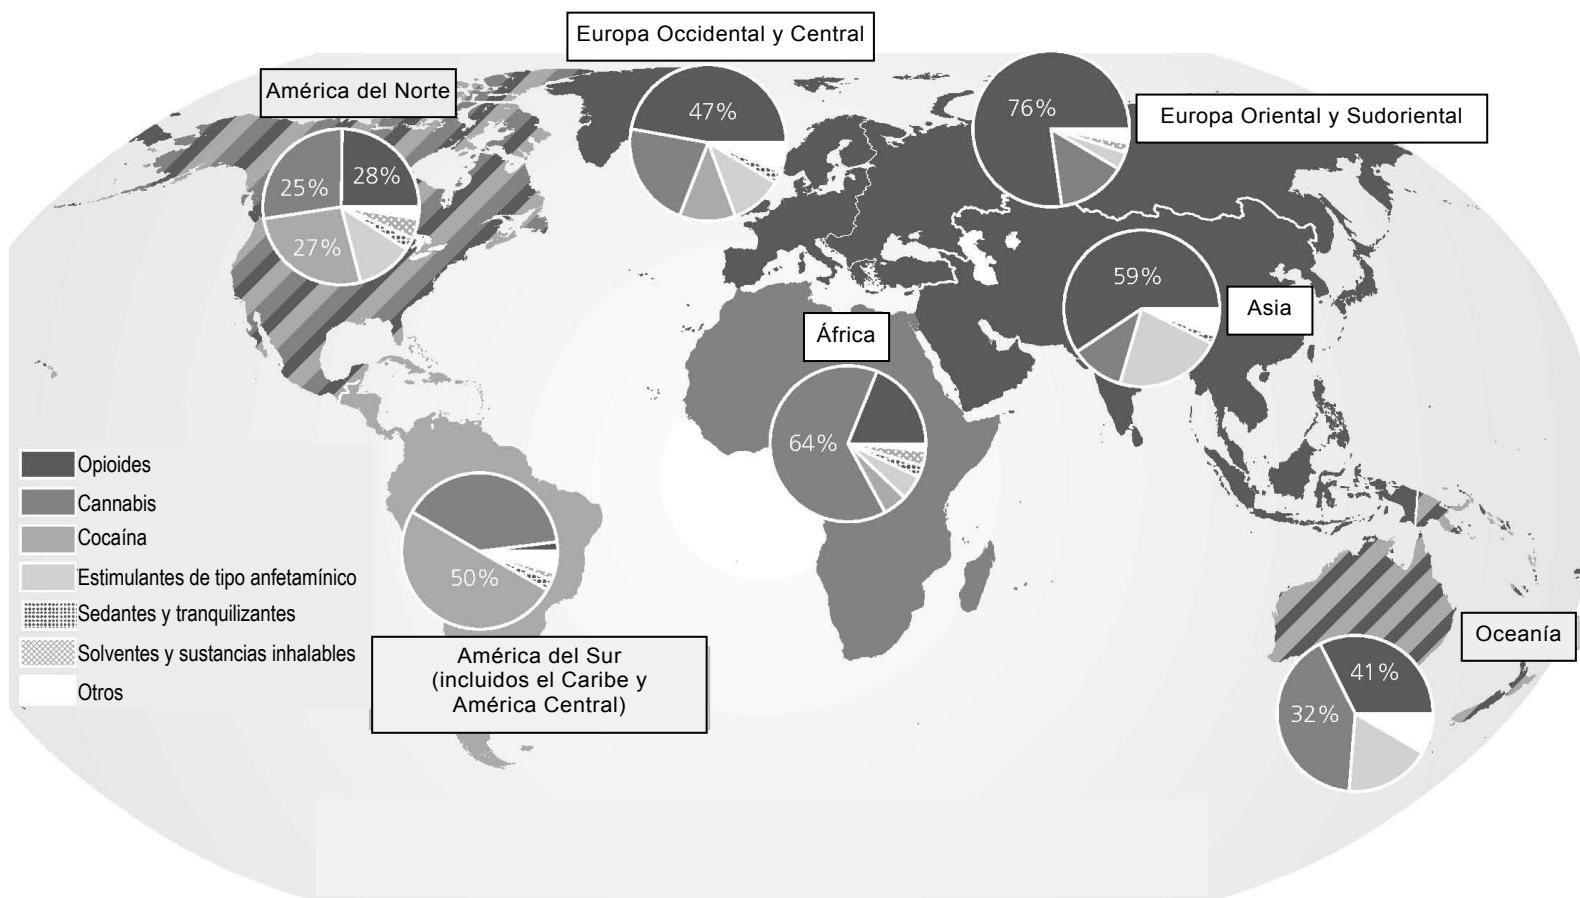 Europa Occidental y Central
América del Norte
47%
76%
Europa Oriental y Sudoriental
25%
28%
27%
59%
Asia
África
64%
Opioides
Cannabis
Cocaína
Estimulantes de tipo anfetamínico
Sedantes y tranquilizantes
Solventes y sustancias inhalables
Otros
50%
América del Sur
(incluidos el Caribe y
América Central)
Oceanía
41%
32%